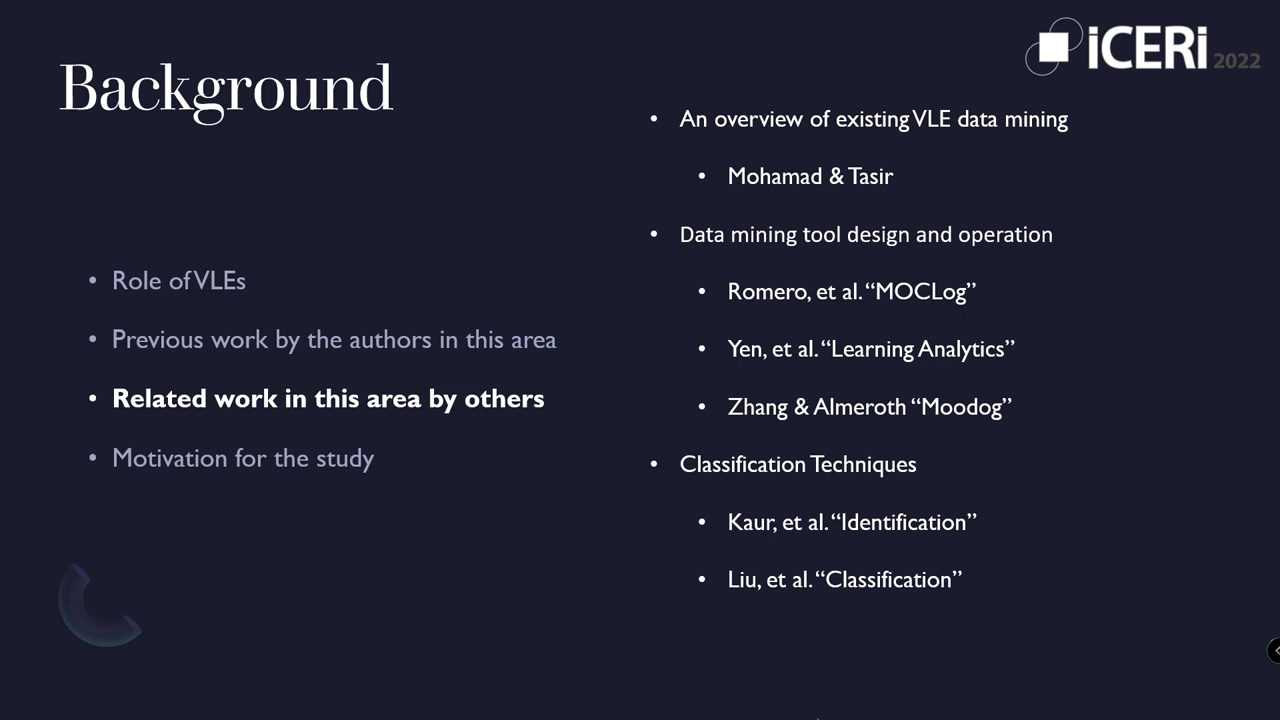 iCERi 2022
Background
• Role of VLEs
• Previous work by the authors in this area
• Related work in this area by others
• Motivation for the study
• An overview of existing VLE data mining
• Mohamad & Tasir
• Data mining tool design and operation
• Romero, et al. “MOCLog”
• Yen, et al. “Learning Analytics”
• Zhang & Almeroth “Moodog”
• Classification Techniques
• Kaur, et al. “Identification”
• Liu, et al. “Classification”